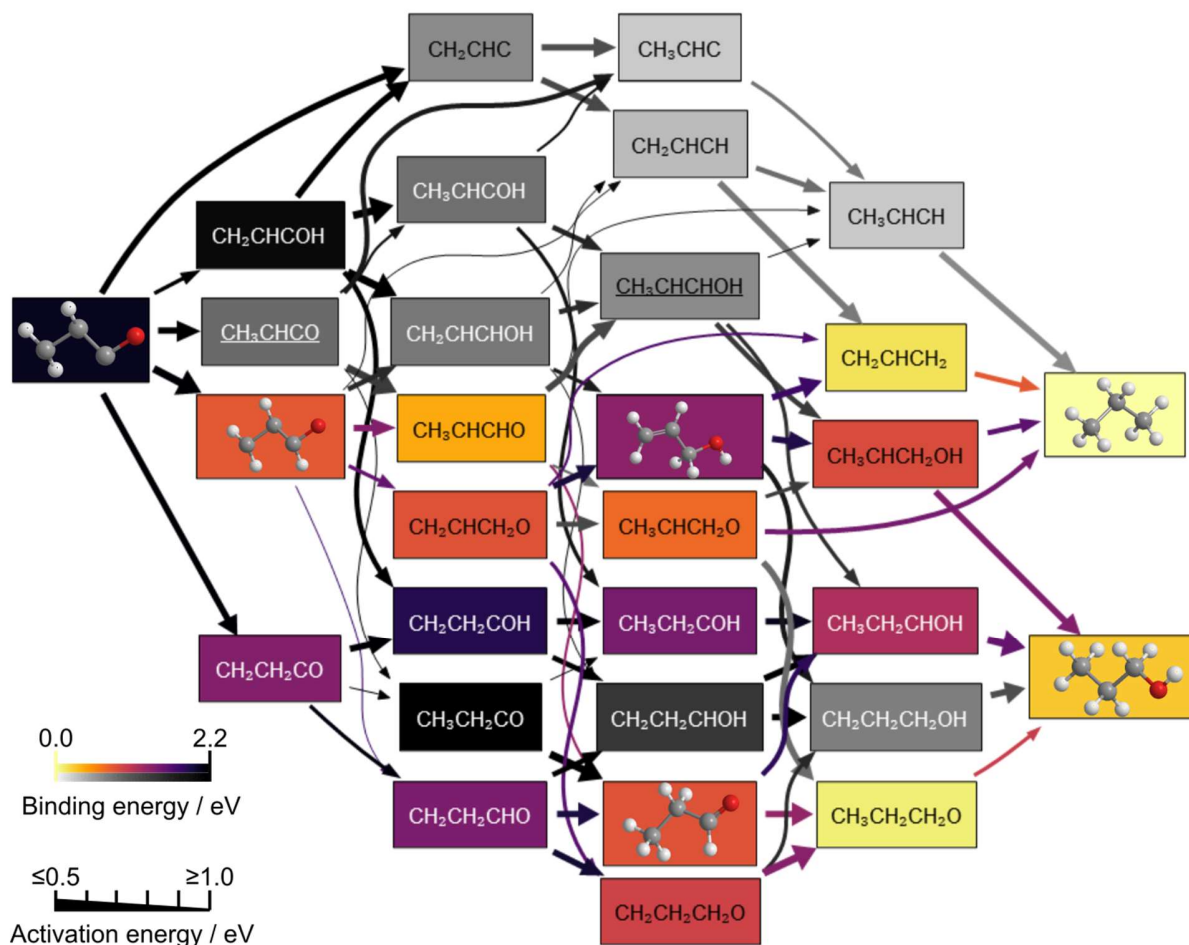 CH₂CHC
CH₃CHC
CH₂CHCH
CH₃CHCOH
CH₃CHCH
CH₂CHCOH
CH₃CHCHOH
CH₃CHCO
CH₂CHCHOH
CH₂CHCH₂
CH₃CHCHO
CH₃CHCH₂OH
CH₂CHCH₂O
CH₃CHCH₂O
CH₂CH₂COH
CH₃CH₂COH
CH₃CH₂CHOH
CH₂CH₂CO
CH₃CH₂CO
CH₂CH₂CHOH
CH₂CH₂CH₂OH
CH₂CH₂CHO
CH₃CH₂CH₂O
CH₂CH₂CH₂O
0.0 2.2
Binding energy / eV
≤0.5 ≥1.0
Activation energy / eV